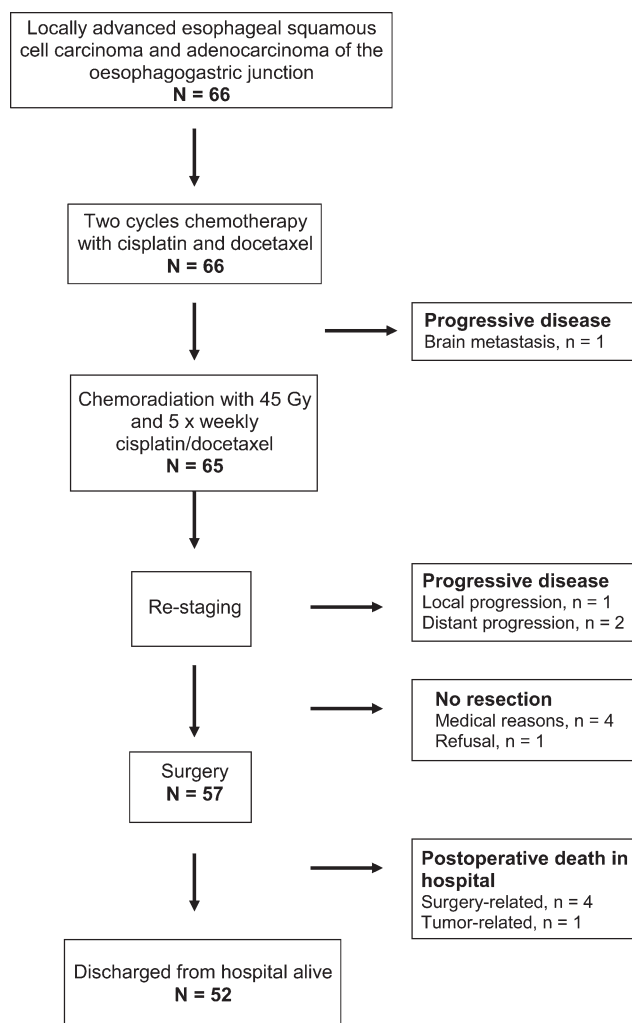 Locally advanced esophageal squamous
cell carcinoma and adenocarcinoma of the
oesophagogastric junction
N = 66
Two cycles chemotherapy
with cisplatin and docetaxel
N = 66
Progressive disease
Brain metastasis, n = 1
Chemoradiation with 45 Gy
and 5 x weekly
cisplatin/docetaxel
N = 65
Re-staging
Progressive disease
Local progression, n = 1
Distant progression, n = 2
No resection
Medical reasons, n = 4
Refusal, n = 1
Surgery
N = 57
Postoperative death in
hospital
Surgery-related, n = 4
Tumor-related, n = 1
Discharged from hospital alive
N = 52